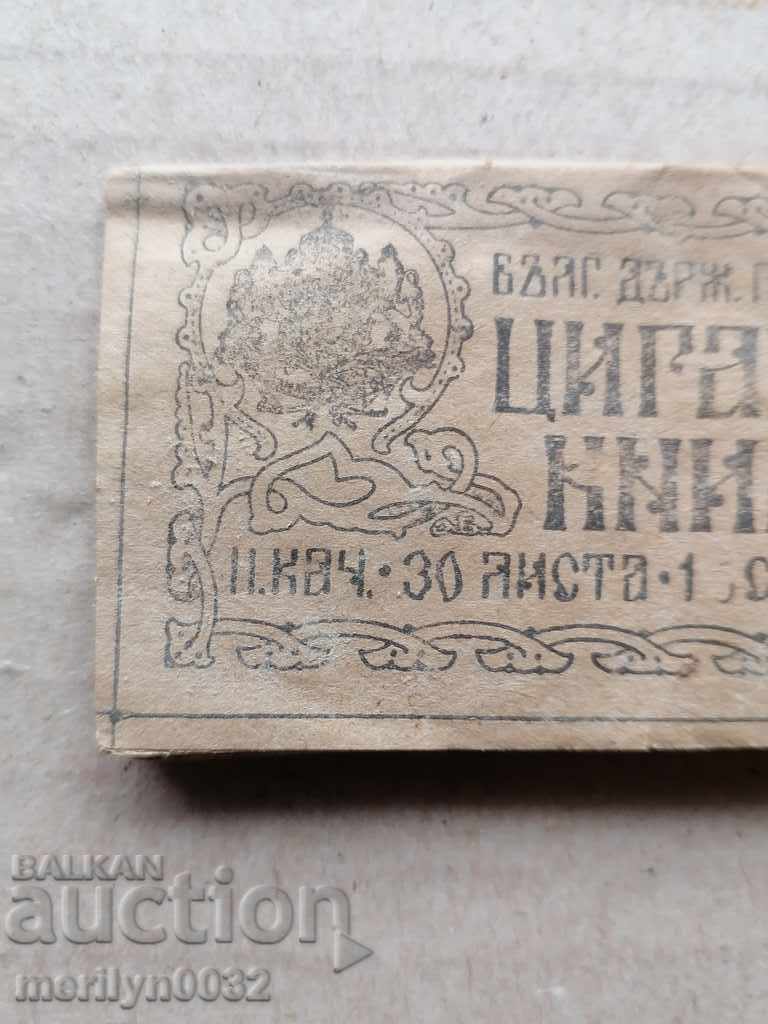 БЪЛГ. ДЪРЖ.
ЦИГА
КНИ
II. КАЧ. • 30 ЛИСТА • 1
BALKAN
auction
merilyn0032